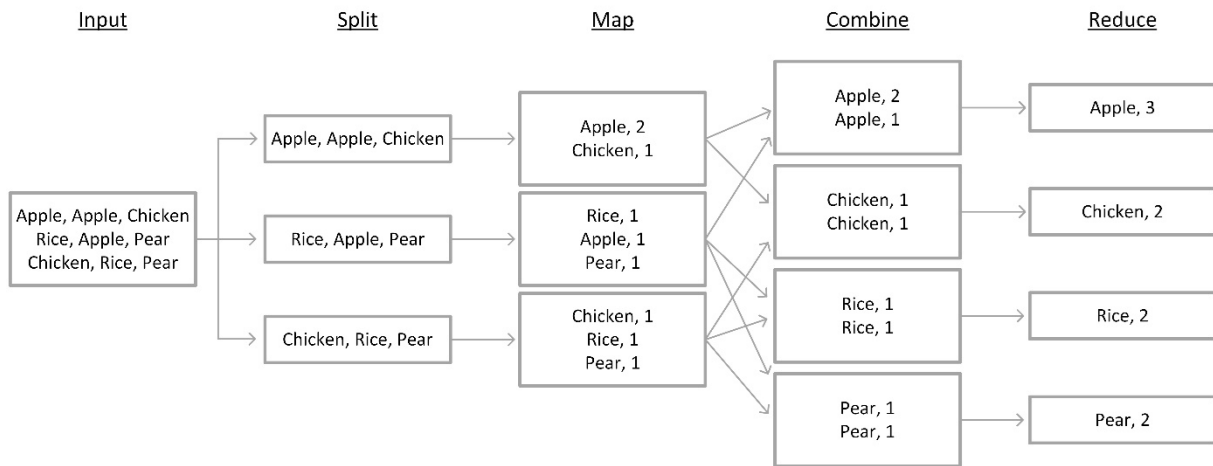 Input
Split
Map
Combine
Reduce
Apple, Apple, Chicken
Rice, Apple, Pear
Chicken, Rice, Pear
Apple, Apple, Chicken
Rice, Apple, Pear
Chicken, Rice, Pear
Apple, 2
Chicken, 1
Rice, 1
Apple, 1
Pear, 1
Chicken, 1
Rice, 1
Pear, 1
Apple, 2
Apple, 1
Chicken, 1
Chicken, 1
Rice, 1
Rice, 1
Pear, 1
Pear, 1
Apple, 3
Chicken, 2
Rice, 2
Pear, 2